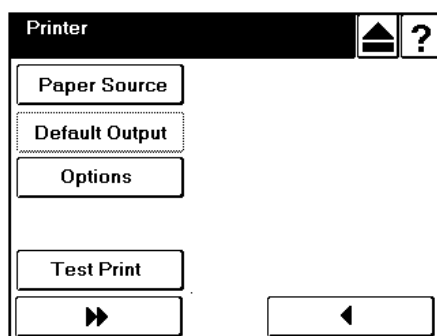 Printer
?
Paper Source
Default Output
Options
Test Print